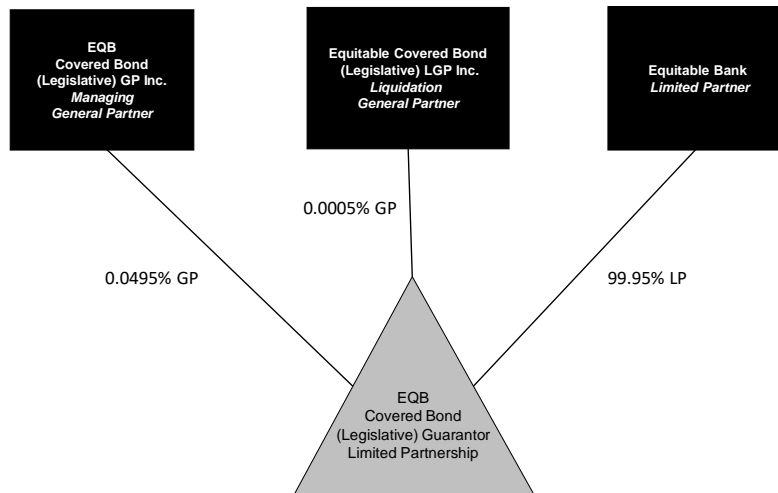 EQB
Covered Bond
(Legislative) GP Inc.
Managing
General Partner
Equitable Covered Bond
(Legislative) LGP Inc.
Liquidation
General Partner
Equitable Bank
Limited Partner
0.0005% GP
0.0495% GP
99.95% LP
EQB
Covered Bond
(Legislative) Guarantor
Limited Partnership